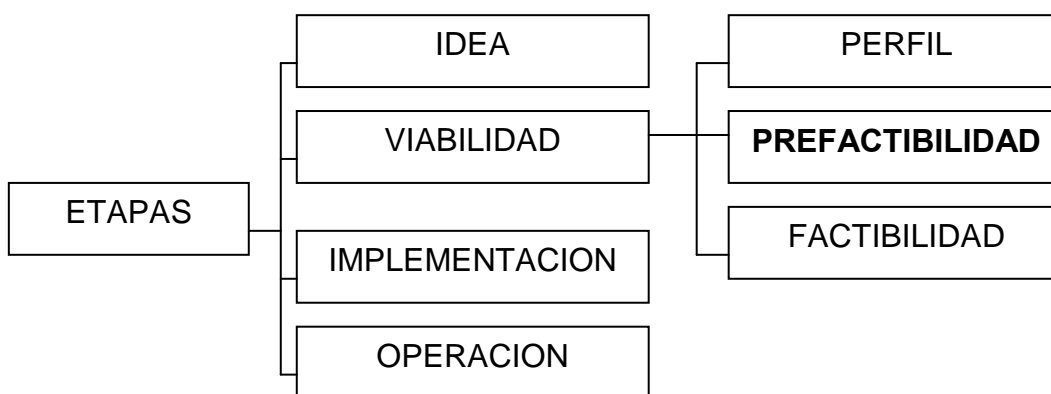 IDEA
PERFIL
VIABILIDAD
PREFACTIBILIDAD
ETAPAS
FACTIBILIDAD
IMPLEMENTACION
OPERACION